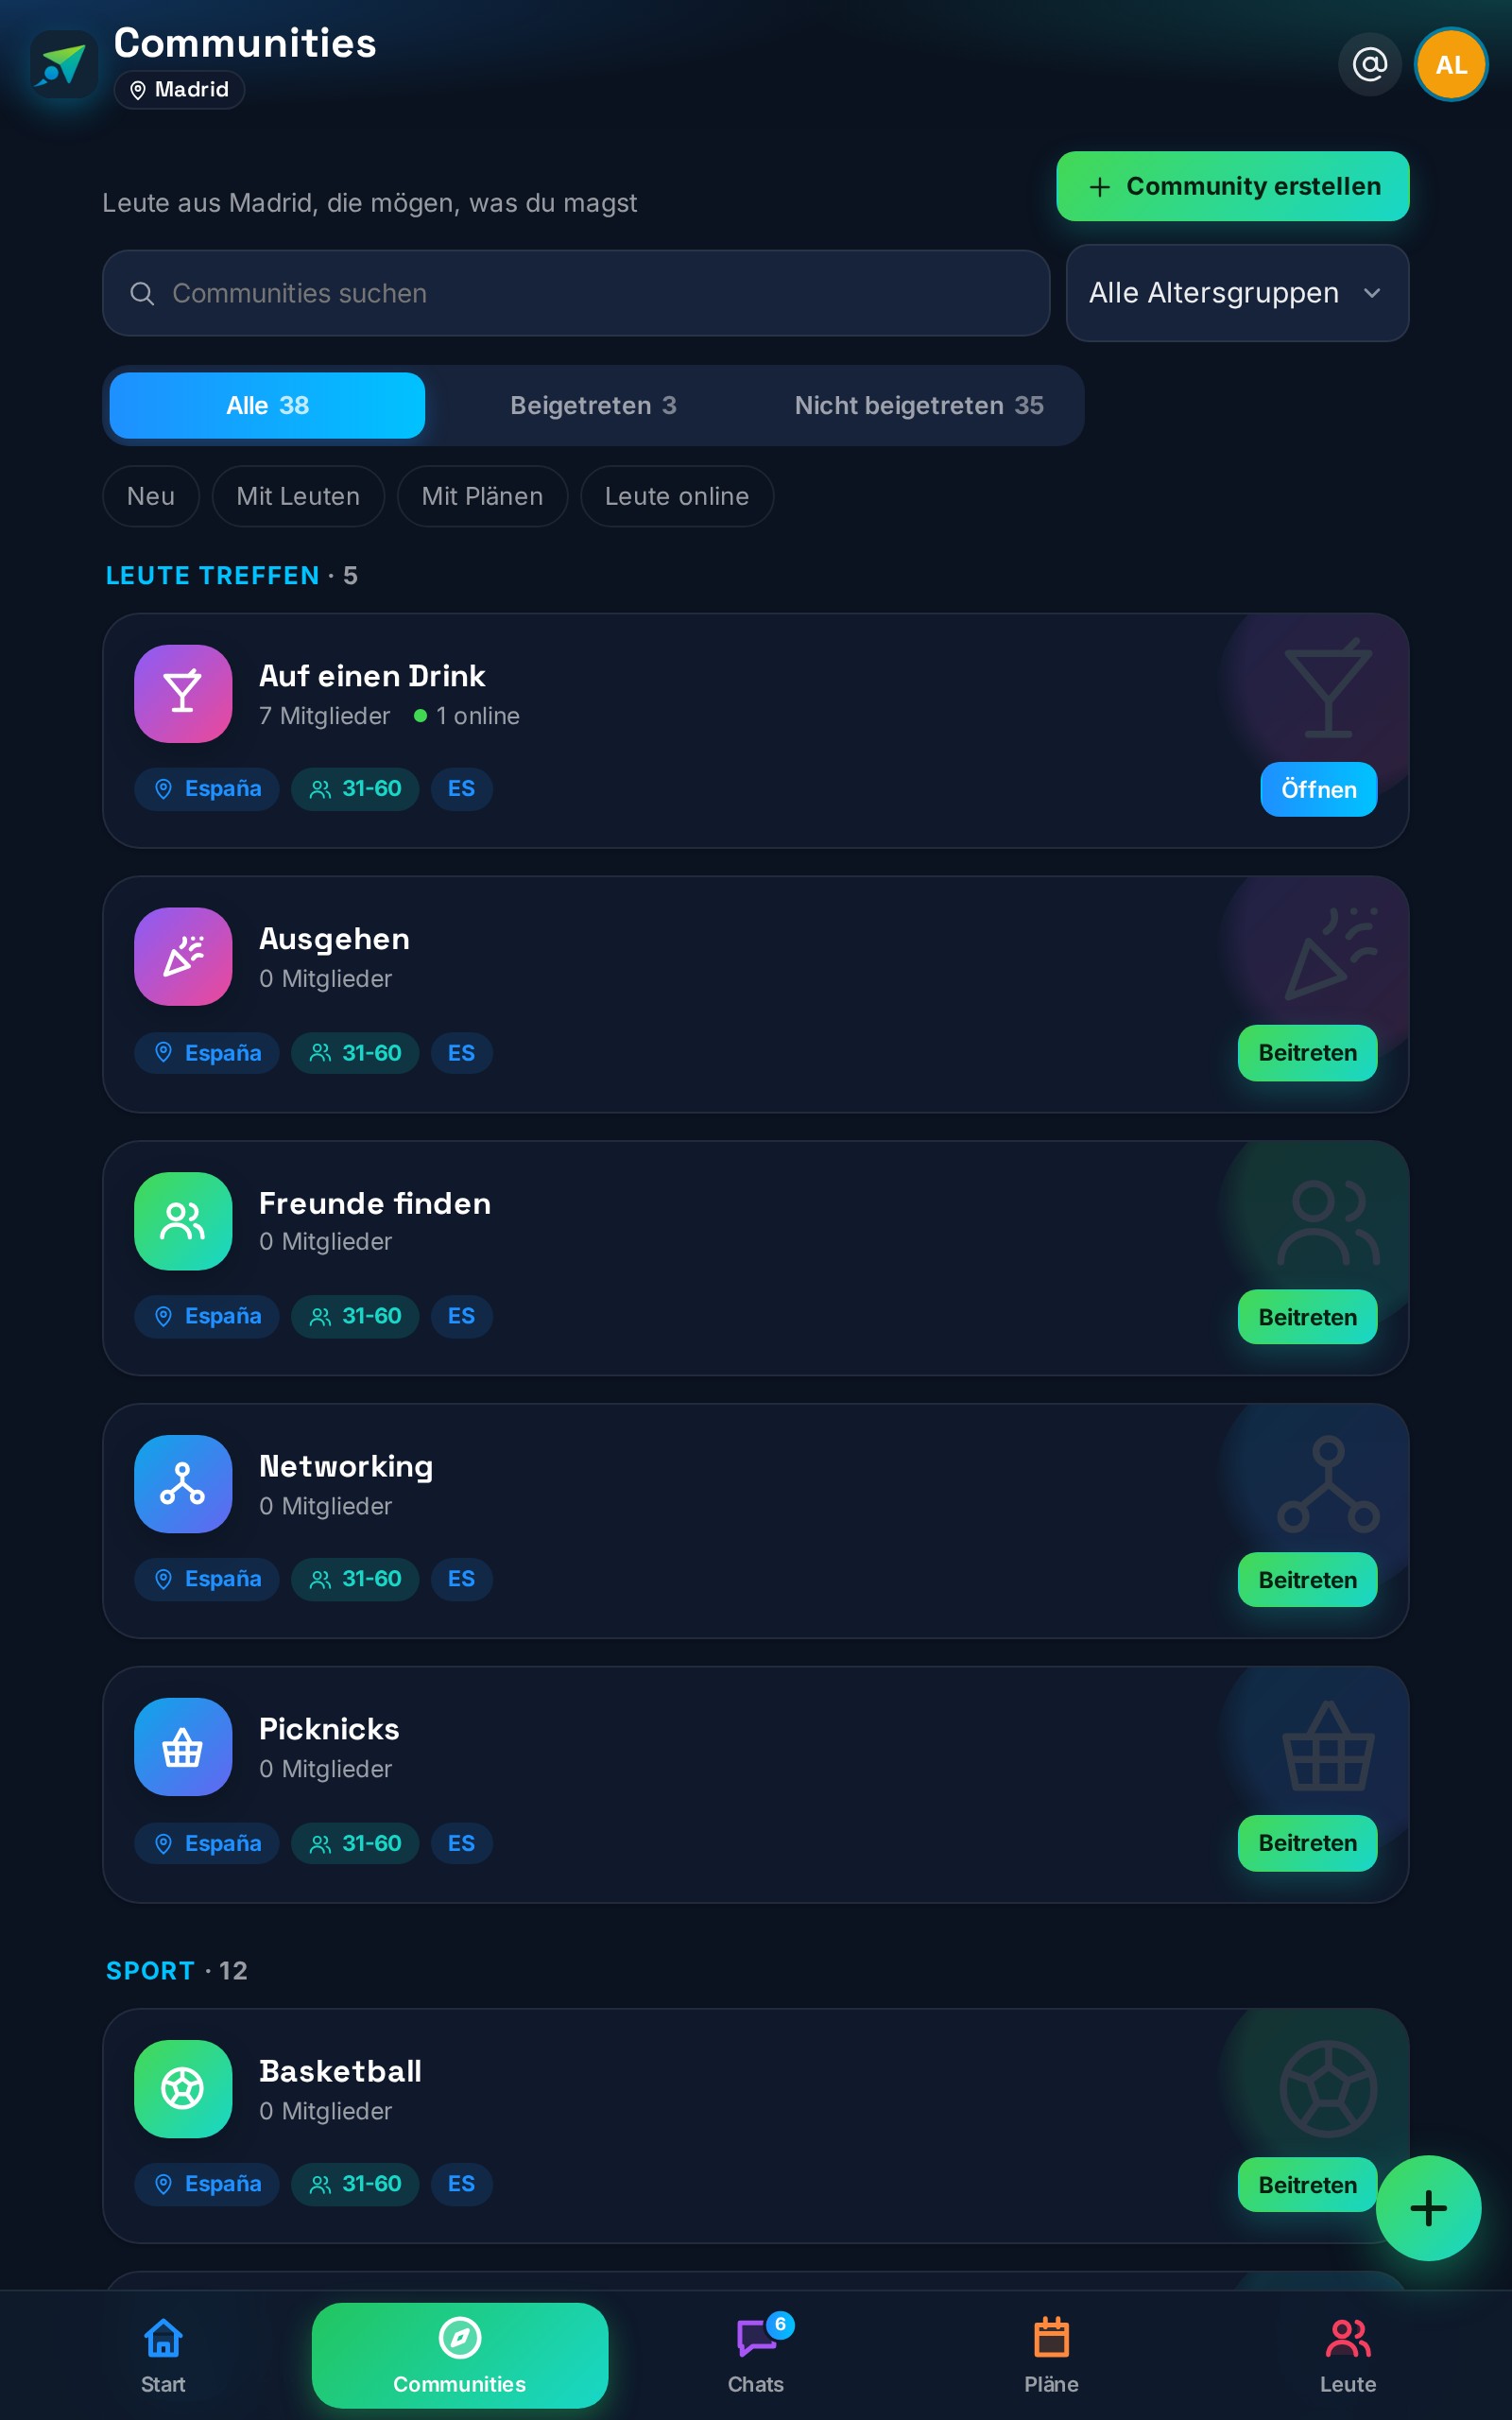 Communities
Madrid
AL
Leute aus Madrid, die mögen, was du magst
Community erstellen
Communities suchen
Alle Altersgruppen
Alle 38
Beigetreten 3
Nicht beigetreten 35
Neu
Mit Leuten
Mit Plänen
Leute online
LEUTE TREFFEN · 5
Auf einen Drink
7 Mitglieder 1 online
España 31-60 ES
Öffnen
Ausgehen
0 Mitglieder
España 31-60 ES
Beitreten
Freunde finden
0 Mitglieder
España 31-60 ES
Beitreten
Networking
0 Mitglieder
España 31-60 ES
Beitreten
Picknicks
0 Mitglieder
España 31-60 ES
Beitreten
SPORT · 12
Basketball
0 Mitglieder
España 31-60 ES
Beitreten
Start
Communities
6
Chats
Pläne
Leute